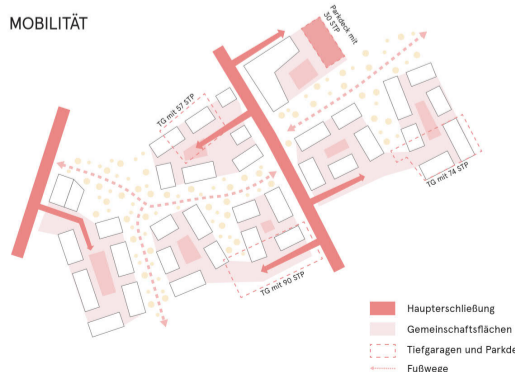 MOBILITÄT
Parkdeck mit
30 STP
TG mit 57 STP
TG mit 74 STP
TG mit 90 STP
Haupterschließung
Gemeinschaftsflächen
Tiefgaragen und Parkde
Fußwege